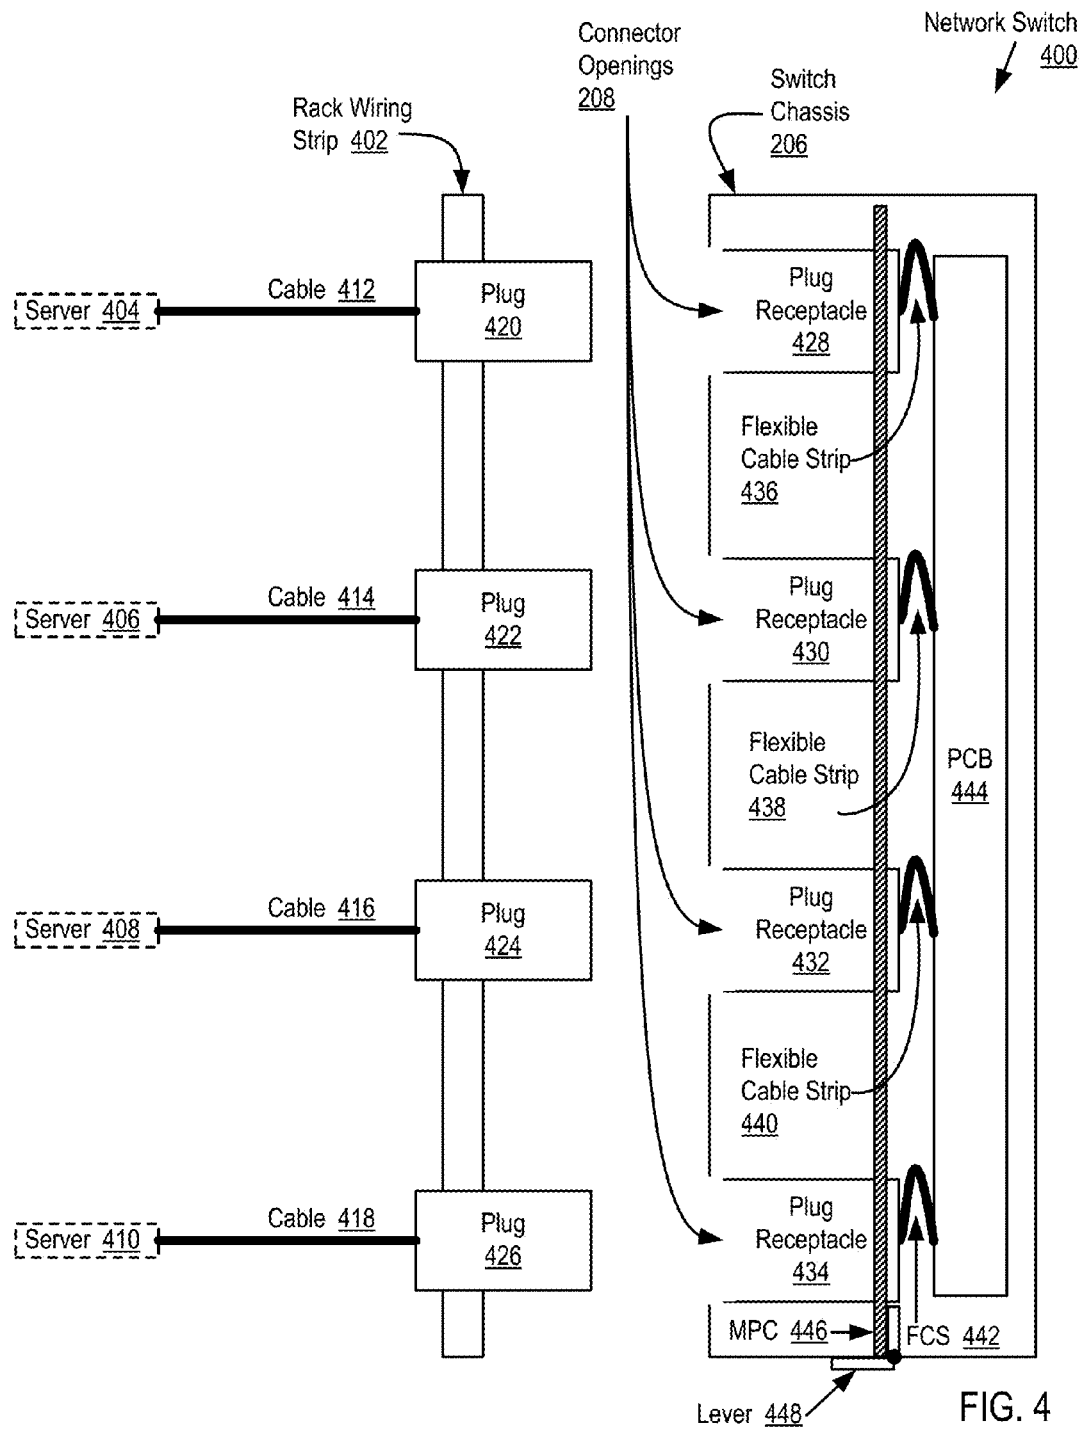 Network Switch
400
Connector
Openings
208
Switch
Chassis
206
Rack Wiring
Strip 402
Server 404
Cable 412
Plug
420
Plug
Receptacle
428
Flexible
Cable Strip
436
Server 406
Cable 414
Plug
422
Plug
Receptacle
430
Flexible
Cable Strip
438
PCB
444
Server 408
Cable 416
Plug
424
Plug
Receptacle
432
Flexible
Cable Strip
440
Server 410
Cable 418
Plug
426
Plug
Receptacle
434
MPC 446
FCS 442
Lever 448
FIG. 4